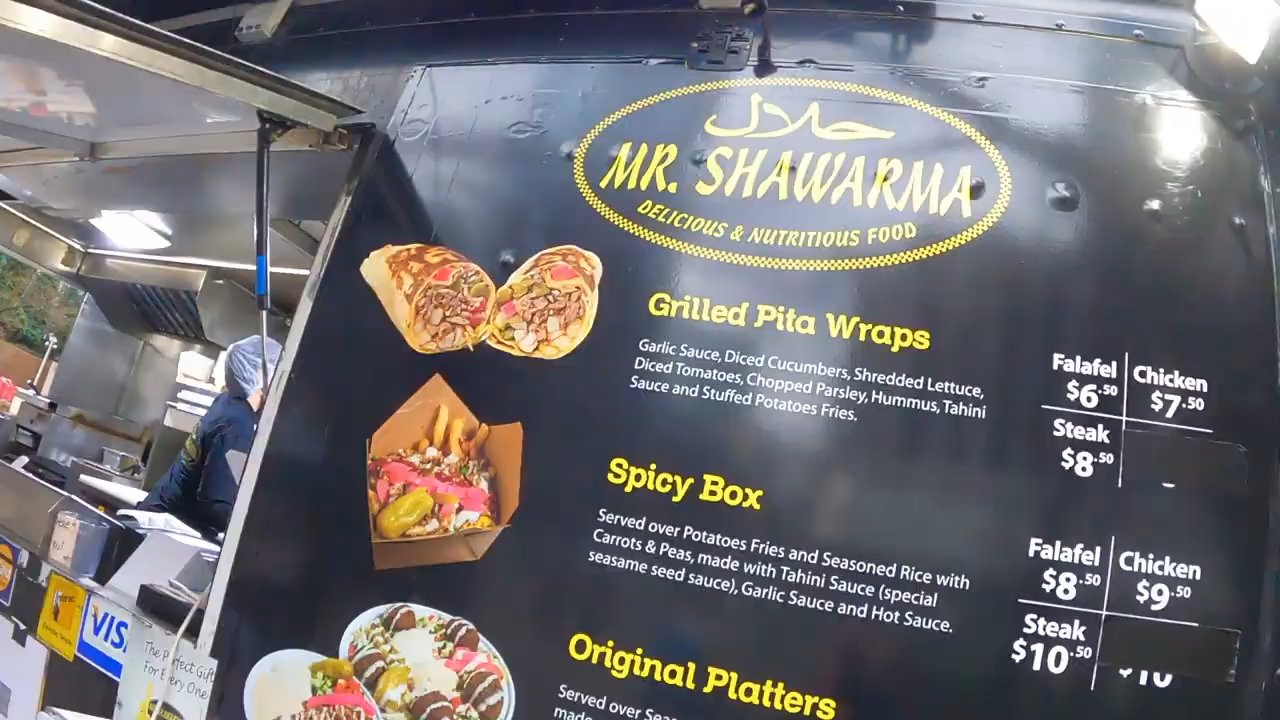 حلال
MR. SHAWARMA
DELICIOUS & NUTRITIOUS FOOD
Grilled Pita Wraps
Garlic Sauce, Diced Cucumbers, Shredded Lettuce,
Diced Tomatoes, Chopped Parsley, Hummus, Tahini
Sauce and Stuffed Potatoes Fries.
Falafel $6.50
Chicken $7.50
Steak $8.50
Spicy Box
Served over Potatoes Fries and Seasoned Rice with
Carrots & Peas, made with Tahini Sauce (special
seasame seed sauce), Garlic Sauce and Hot Sauce.
Falafel $8.50
Chicken $9.50
Steak $10.50
Original Platters
Served over
made
VISA
The Perfect Gift
For Every One